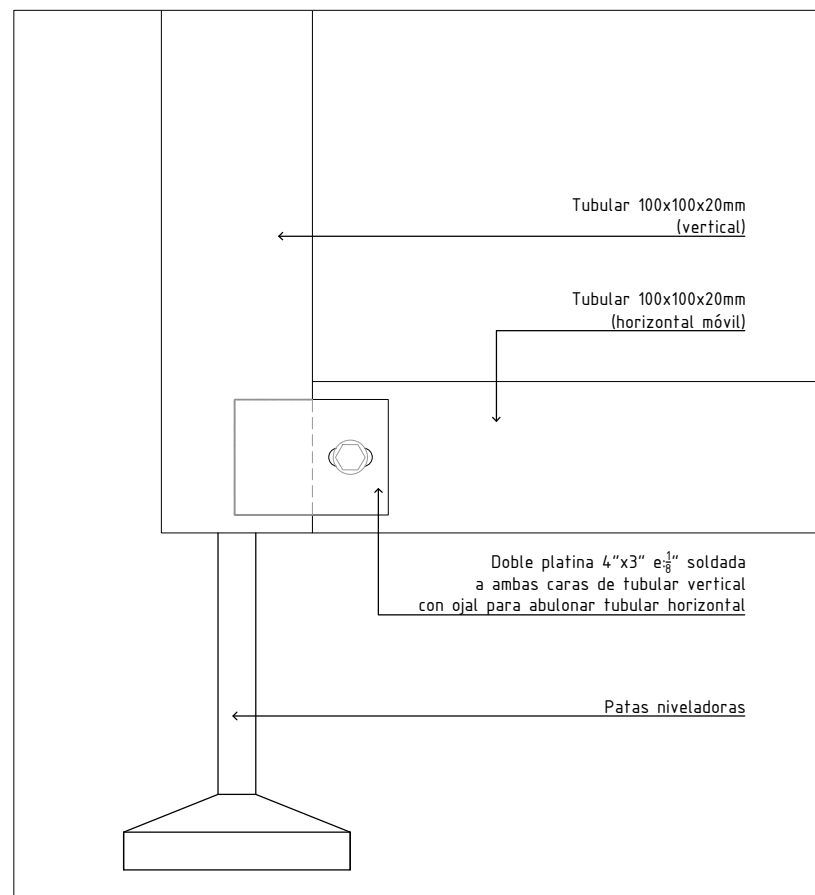 Tubular 100x100x20mm
(vertical)
Tubular 100x100x20mm
(horizontal móvil)
Doble platina 4"x3" e:⅛" soldada
a ambas caras de tubular vertical
con ojal para abulonar tubular horizontal
Patas niveladoras